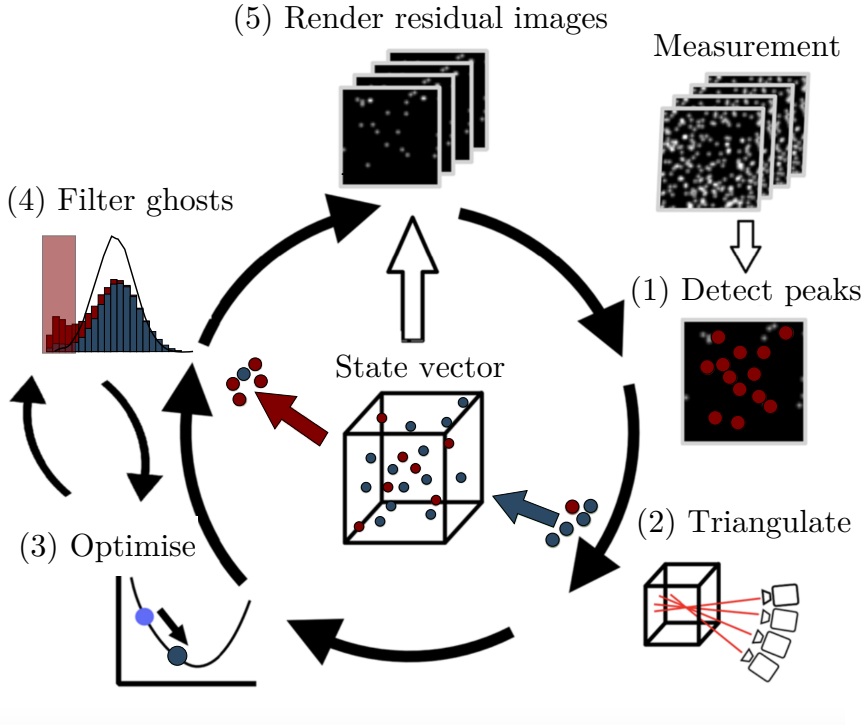 (5) Render residual images
Measurement
(4) Filter ghosts
(1) Detect peaks
State vector
(2) Triangulate
(3) Optimise